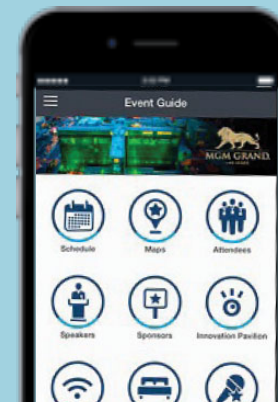 Event Guide
MGM GRAND
Schedule
Maps
Attendees
Speakers
Sponsors
Innovation Pavilion